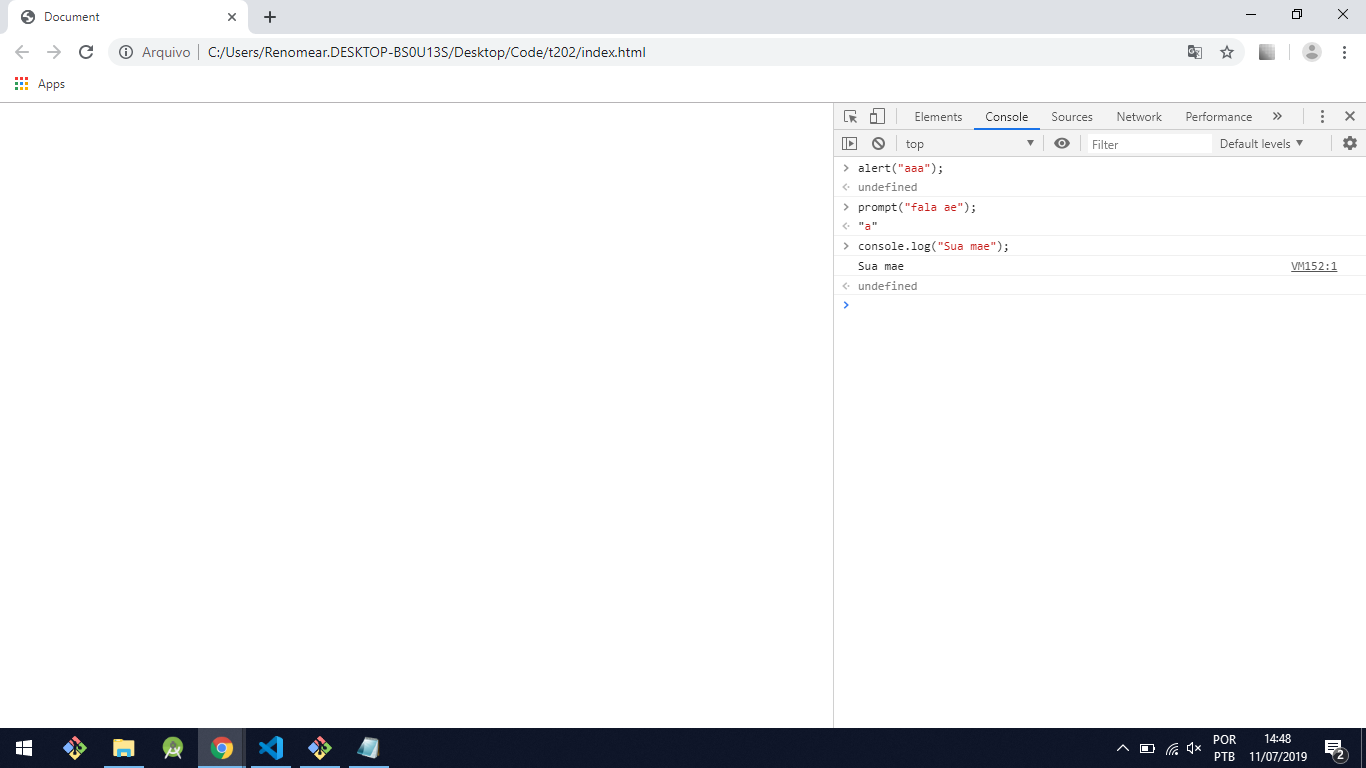 Document
Arquivo C:/Users/Renomear.DESKTOP-BS0U13S/Desktop/Code/t202/index.html
Apps
Elements Console Sources Network Performance »
top Filter Default levels
alert("aaa");
undefined
prompt("fala ae");
"a"
console.log("Sua mae");
Sua mae VM152:1
undefined
POR 14:48
PTB 11/07/2019 2